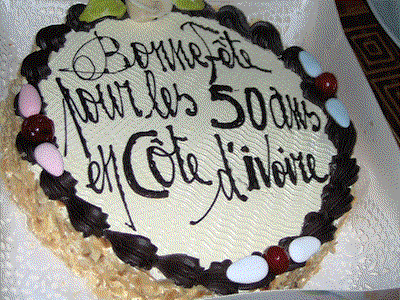 Bonne fête
pour les 50 ans
en Côte d'ivoire